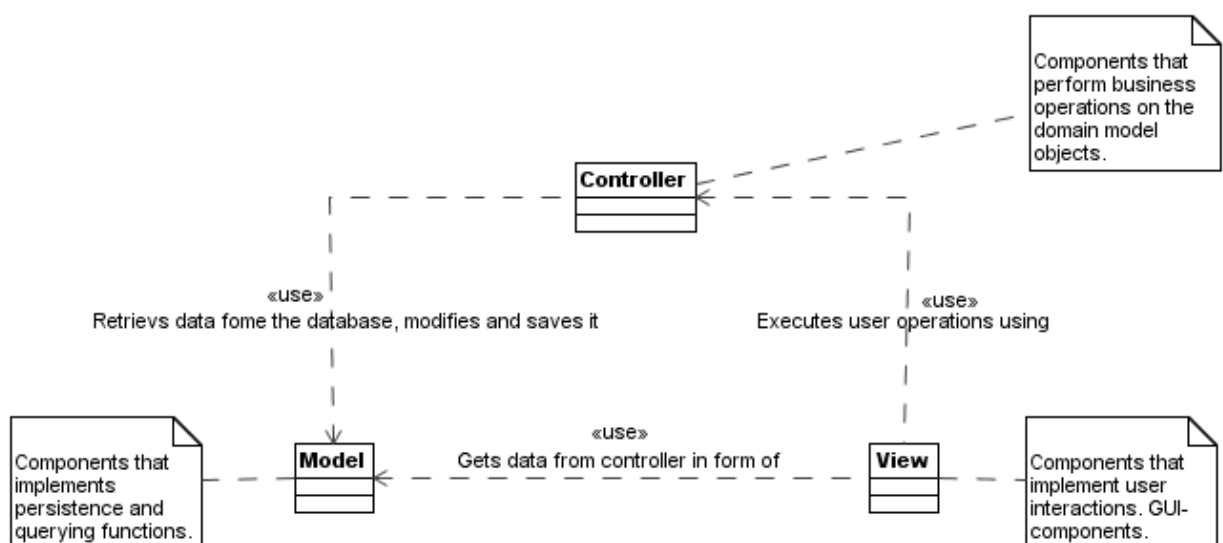 Components that
perform business
operations on the
domain model
objects.
Controller
«use»
Retrievs data fome the database, modifies and saves it
«use»
Executes user operations using
«use»
Gets data from controller in form of
Components that
implements
persistence and
querying functions.
Model
View
Components that
implement user
interactions. GUI-
components.